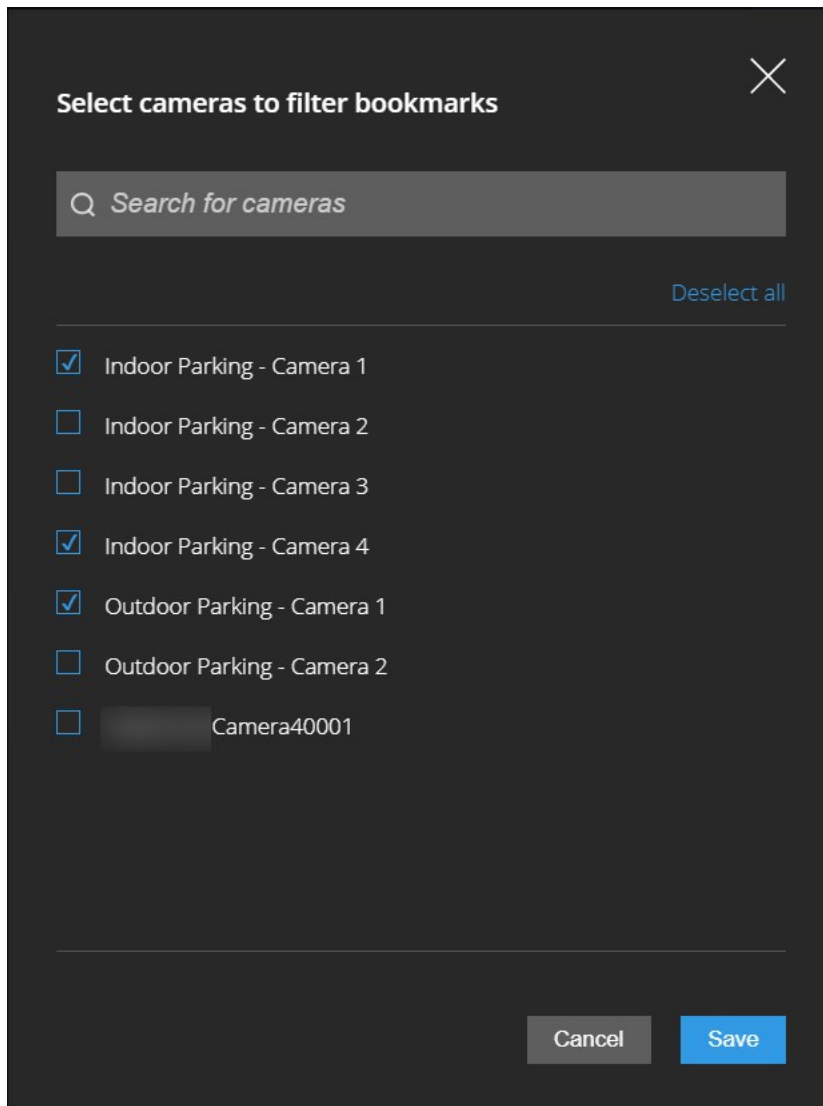 Select cameras to filter bookmarks
Search for cameras
Deselect all
Indoor Parking - Camera 1
Indoor Parking - Camera 2
Indoor Parking - Camera 3
Indoor Parking - Camera 4
Outdoor Parking - Camera 1
Outdoor Parking - Camera 2
Camera40001
Cancel
Save